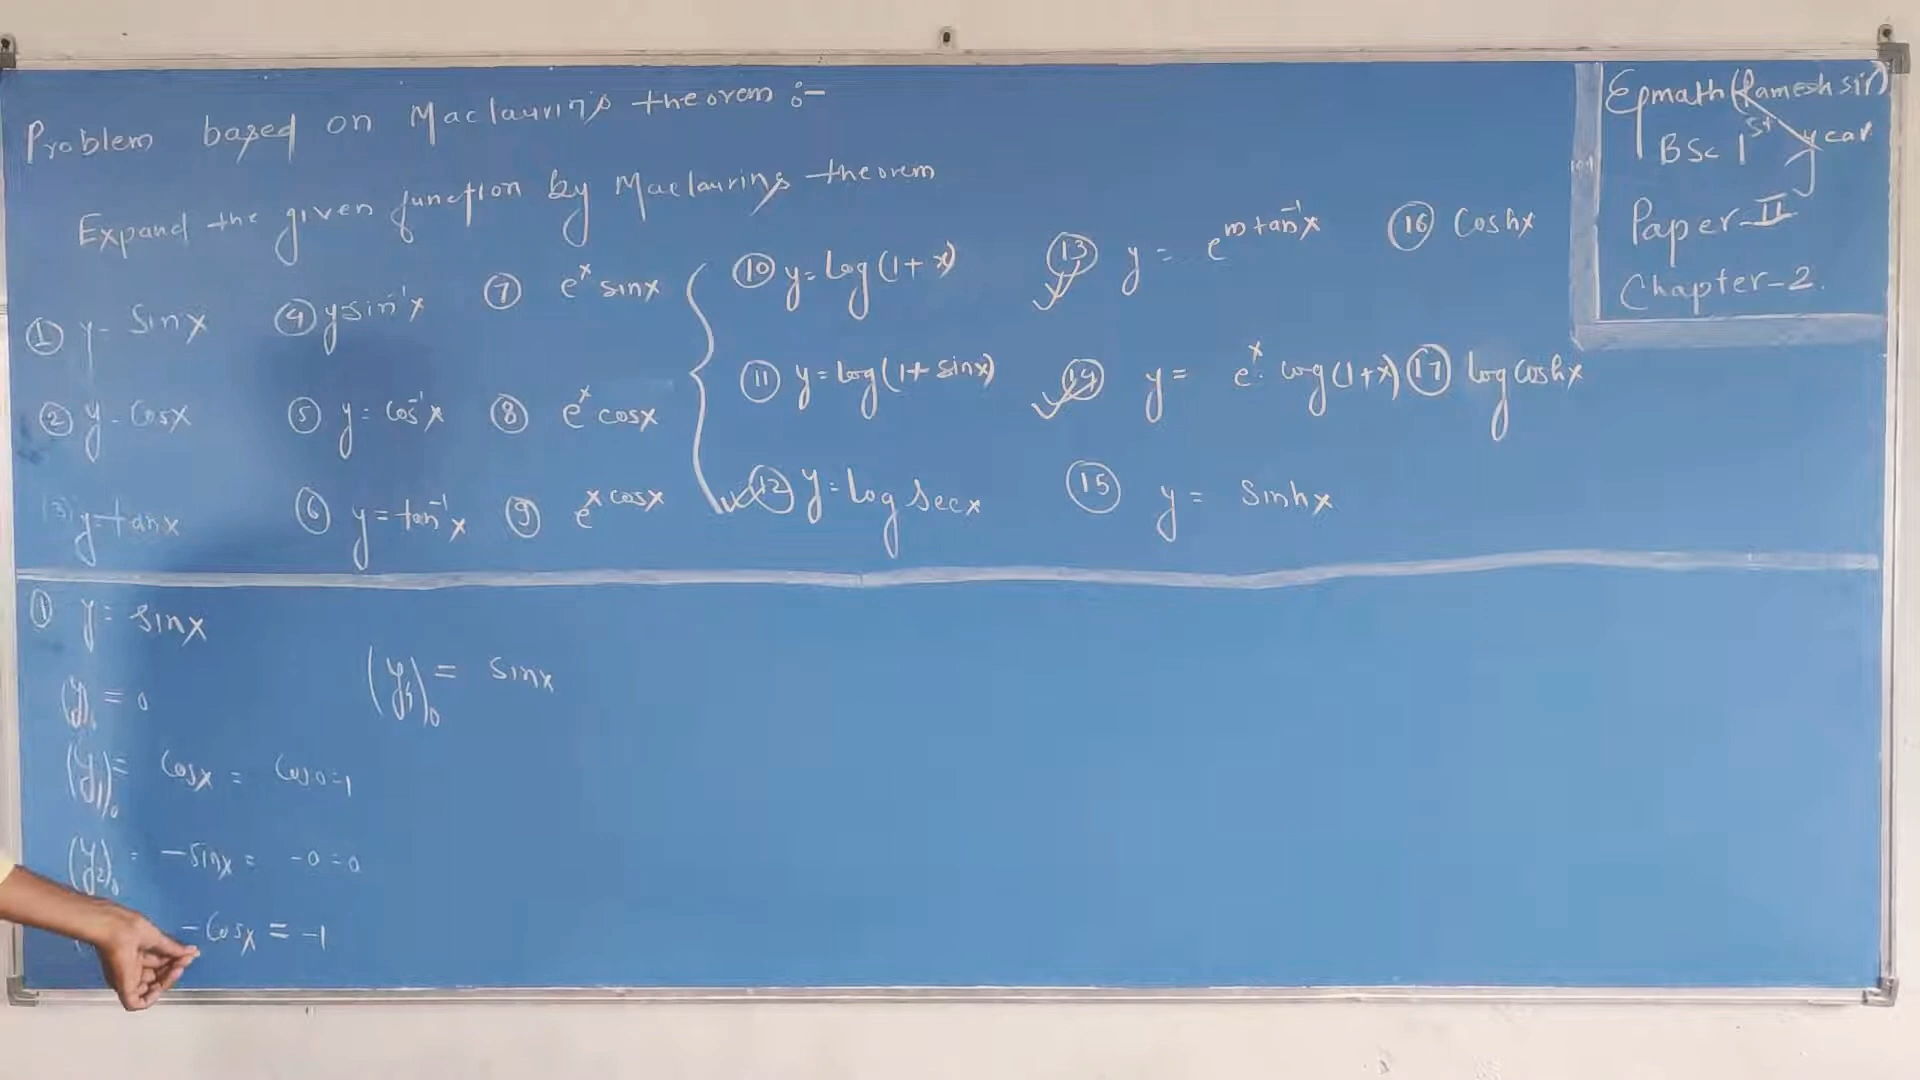 Problem based on Maclaurin's theorem :-
Expand the given function by Maclaurins theorem
① y = Sinx
② y = Cosx
(3) y = tanx
④ y = sin⁻¹x
⑤ y = cos⁻¹x
⑥ y = tan⁻¹x
⑦ eˣ sinx
⑧ eˣ cosx
⑨ eˣ ᶜᵒˢˣ
⑩ y = log(1+x)
⑪ y = log(1+sinx)
⑫ y = log secx
⑬ y = e^(m tan⁻¹x)
⑭ y = eˣ. log(1+x)
⑮ y = Sinhx
⑯ Coshx
⑰ log coshx
Epmath (Ramesh sir)
BSc 1st year
Paper-II
Chapter-2.
① y = sinx
(y)₀ = 0
(y₁)₀ = Cosx = Cos0=1
(y₂)₀ = -Sinx = -0=0
-Cosx = -1
(y₄)₀ = Sinx